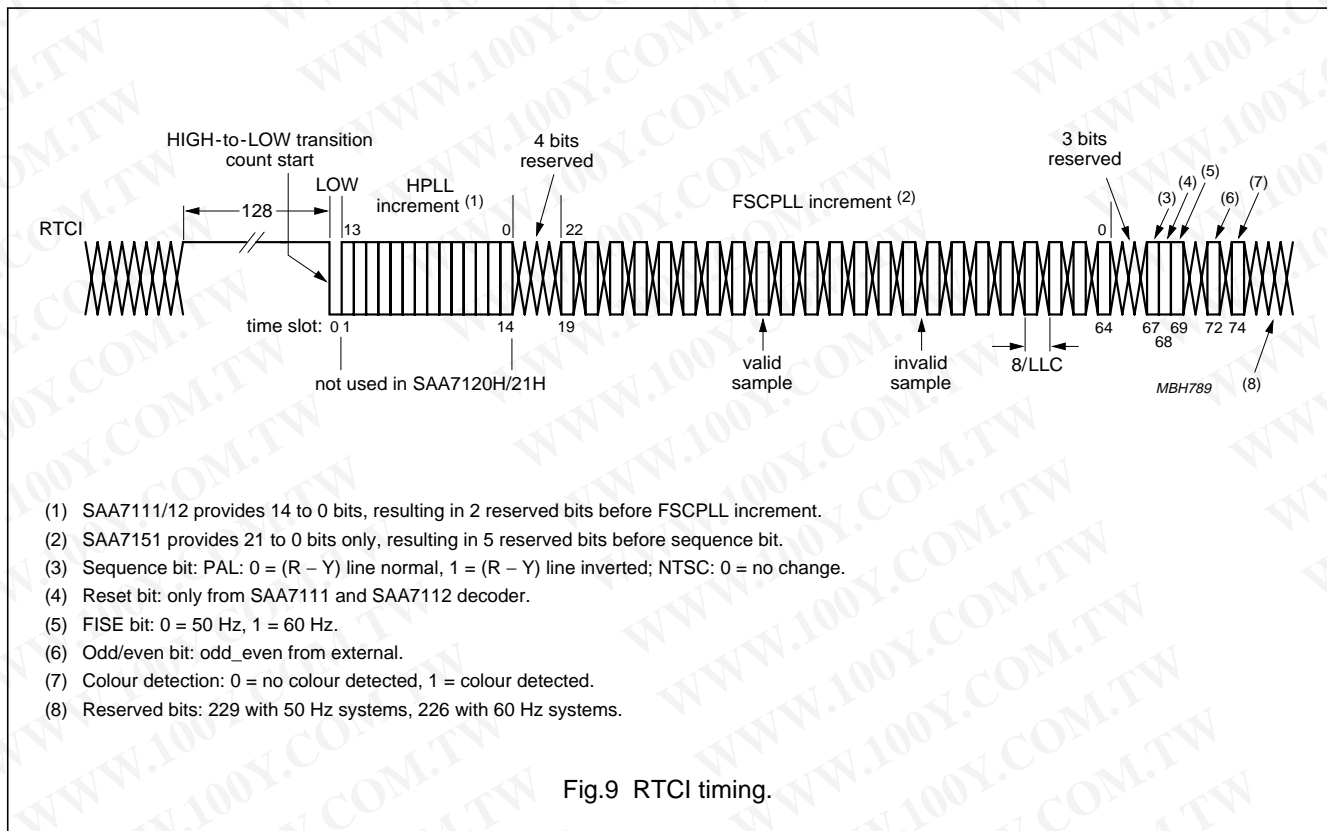 HIGH-to-LOW transition
count start
4 bits
reserved
3 bits
reserved
(3)
(4)
(5)
(6)
(7)
LOW
HPLL
increment (1)
FSCPLL increment (2)
128
RTCI
13
0
22
0
time slot:
0 1
14
19
64
67
68
69
72
74
not used in SAA7120H/21H
valid
sample
invalid
sample
8/LLC
MBH789
(8)
(1) SAA7111/12 provides 14 to 0 bits, resulting in 2 reserved bits before FSCPLL increment.
(2) SAA7151 provides 21 to 0 bits only, resulting in 5 reserved bits before sequence bit.
(3) Sequence bit: PAL: 0 = (R − Y) line normal, 1 = (R − Y) line inverted; NTSC: 0 = no change.
(4) Reset bit: only from SAA7111 and SAA7112 decoder.
(5) FISE bit: 0 = 50 Hz, 1 = 60 Hz.
(6) Odd/even bit: odd_even from external.
(7) Colour detection: 0 = no colour detected, 1 = colour detected.
(8) Reserved bits: 229 with 50 Hz systems, 226 with 60 Hz systems.
Fig.9 RTCI timing.
WWW.100Y.COM.TW